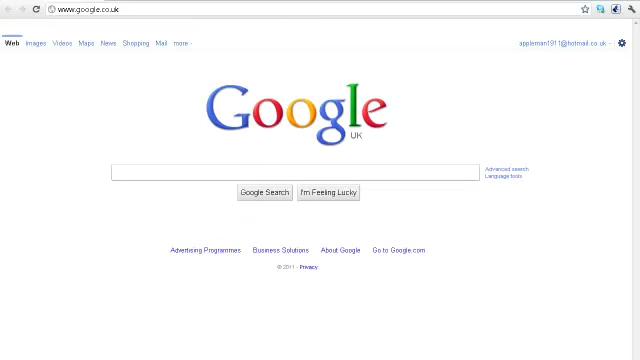 www.google.co.uk
Web Images Videos Maps News Shopping Mail more appleman1911@hotmail.co.uk
Google
UK
Advanced search
Language tools
Google Search I'm Feeling Lucky
Advertising Programmes Business Solutions About Google Go to Google.com
© 2011 - Privacy